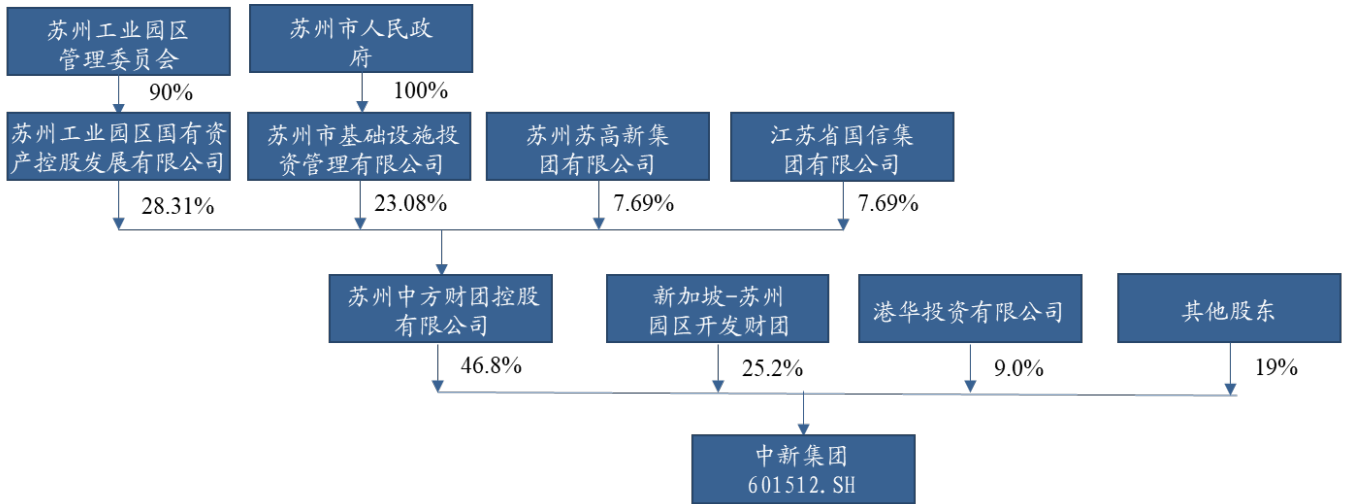 苏州工业园区
管理委员会
苏州市人民政
府
90%
100%
苏州工业园区国有资
产控股发展有限公司
苏州市基础设施投
资管理有限公司
苏州苏高新集
团有限公司
江苏省国信集
团有限公司
28.31%
23.08%
7.69%
7.69%
苏州中方财团控股
有限公司
新加坡-苏州
园区开发财团
港华投资有限公司
其他股东
46.8%
25.2%
9.0%
19%
中新集团
601512.SH